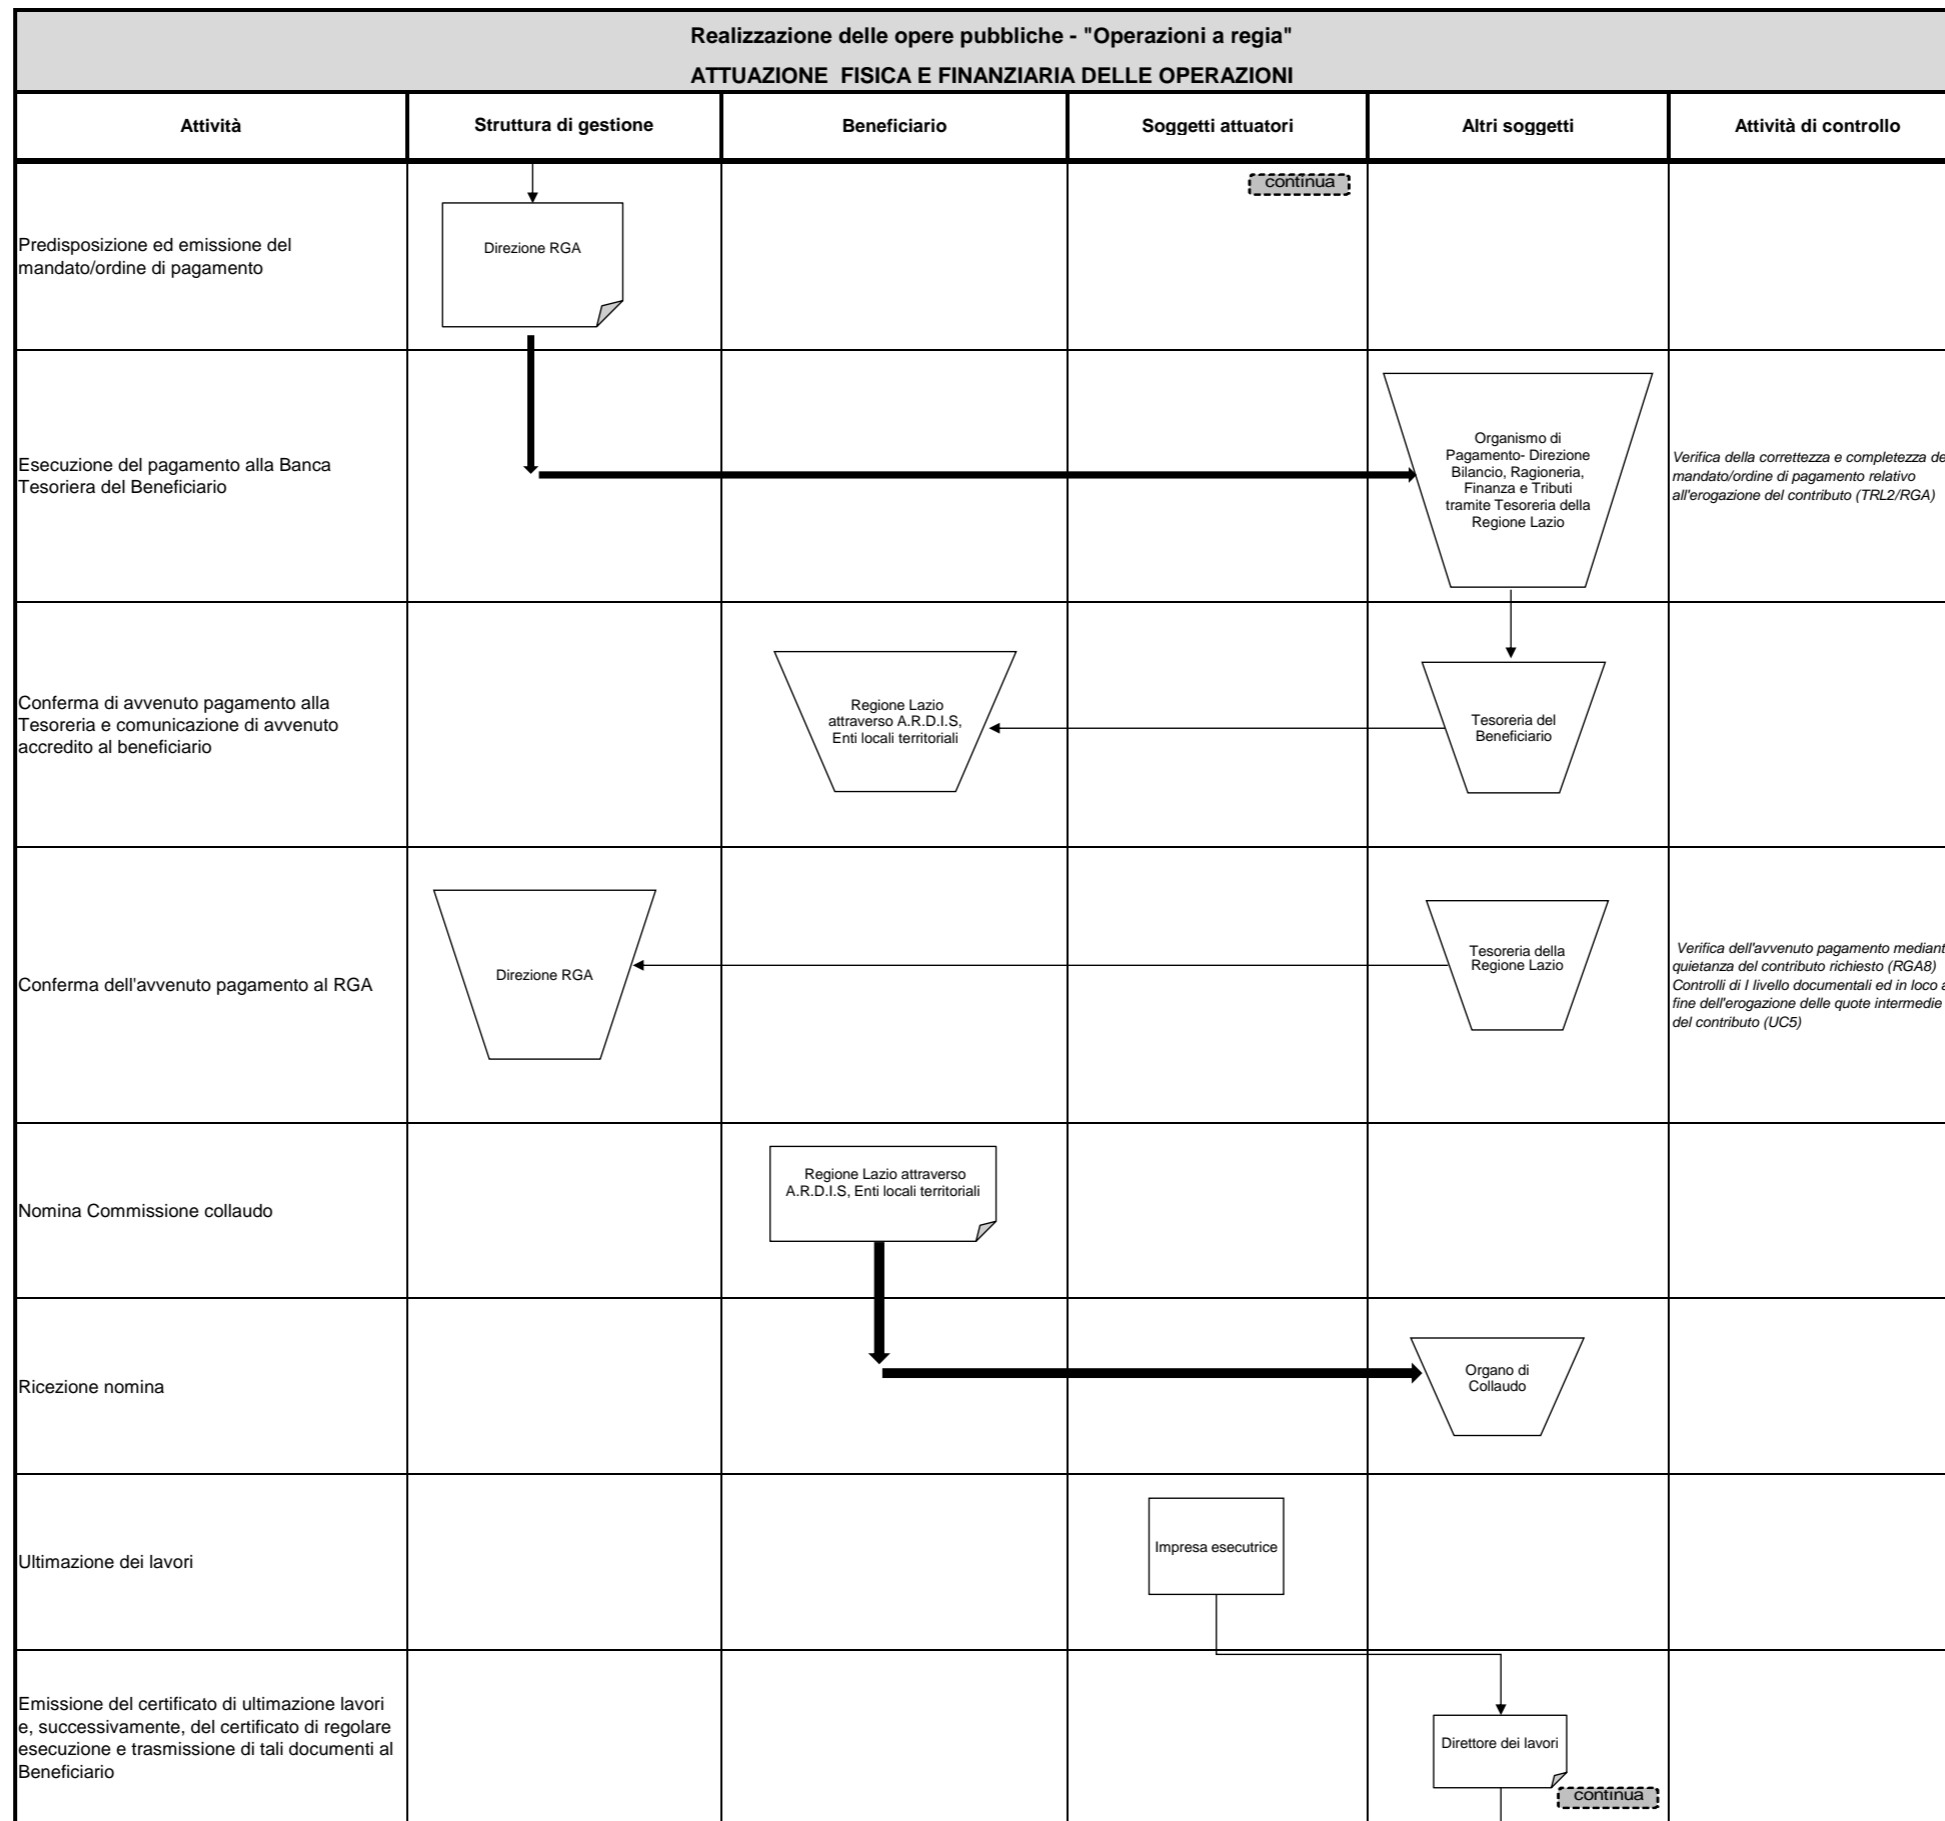 Realizzazione delle opere pubbliche - "Operazioni a regia"
ATTUAZIONE FISICA E FINANZIARIA DELLE OPERAZIONI
Attività
Struttura di gestione
Beneficiario
Soggetti attuatori
Altri soggetti
Attività di controllo
continua
Predisposizione ed emissione del
mandato/ordine di pagamento
Direzione RGA
Esecuzione del pagamento alla Banca
Tesoriera del Beneficiario
Organismo di
Pagamento- Direzione
Bilancio, Ragioneria,
Finanza e Tributi
tramite Tesoreria della
Regione Lazio
Verifica della correttezza e completezza de
mandato/ordine di pagamento relativo
all'erogazione del contributo (TRL2/RGA)
Conferma di avvenuto pagamento alla
Tesoreria e comunicazione di avvenuto
accredito al beneficiario
Regione Lazio
attraverso A.R.D.I.S,
Enti locali territoriali
Tesoreria del
Beneficiario
Conferma dell'avvenuto pagamento al RGA
Direzione RGA
Tesoreria della
Regione Lazio
Verifica dell'avvenuto pagamento mediant
quietanza del contributo richiesto (RGA8)
Controlli di I livello documentali ed in loco a
fine dell'erogazione delle quote intermedie
del contributo (UC5)
Nomina Commissione collaudo
Regione Lazio attraverso
A.R.D.I.S, Enti locali territoriali
Ricezione nomina
Organo di
Collaudo
Ultimazione dei lavori
Impresa esecutrice
Emissione del certificato di ultimazione lavori
e, successivamente, del certificato di regolare
esecuzione e trasmissione di tali documenti al
Beneficiario
Direttore dei lavori
continua